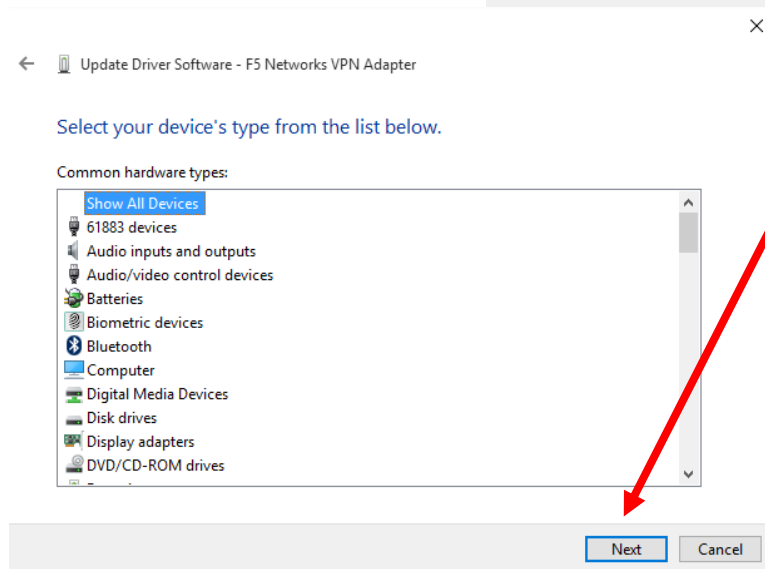 Update Driver Software - F5 Networks VPN Adapter
Select your device's type from the list below.
Common hardware types:
Show All Devices
61883 devices
Audio inputs and outputs
Audio/video control devices
Batteries
Biometric devices
Bluetooth
Computer
Digital Media Devices
Disk drives
Display adapters
DVD/CD-ROM drives
Next Cancel